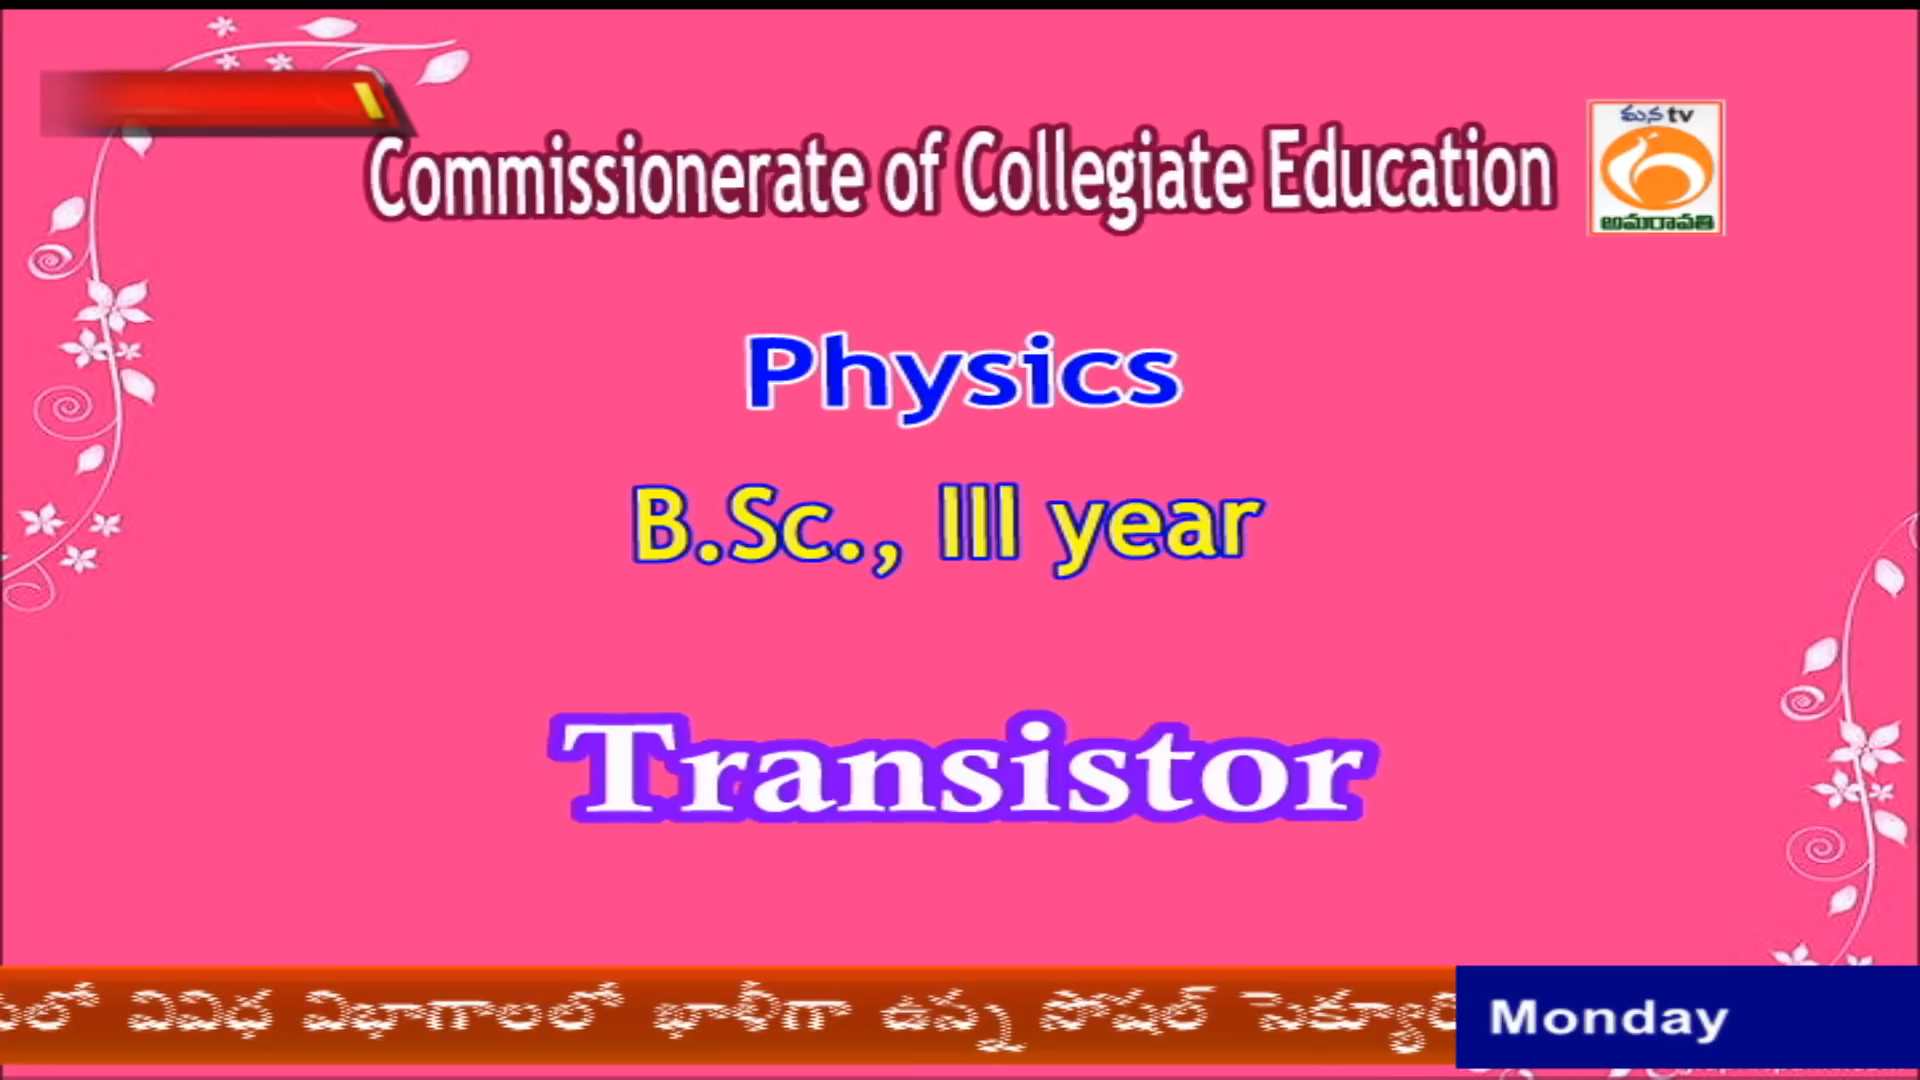 మన tv
అమరావతి
Commissionerate of Collegiate Education
Physics
B.Sc., III year
Transistor
వివిధ విభాగాలలో ఖాళీగా ఉన్న సోషల్
Monday